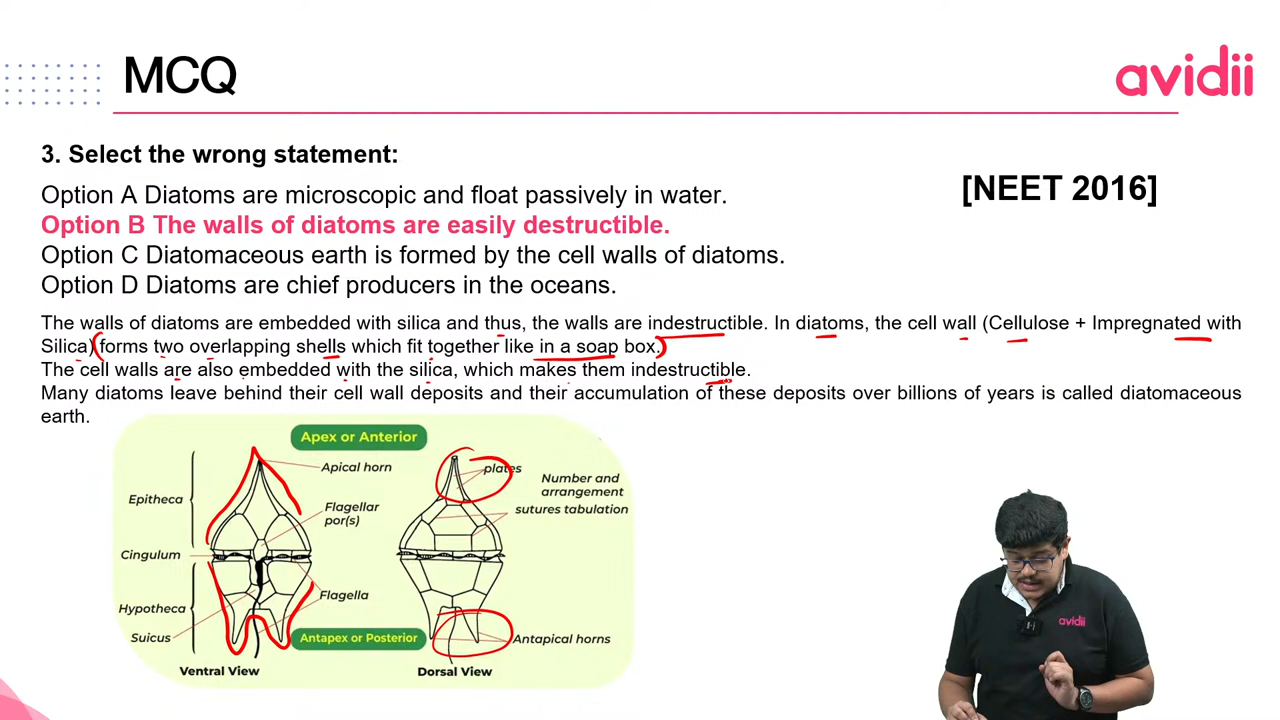 MCQ
avidii
3. Select the wrong statement:
[NEET 2016]
Option A Diatoms are microscopic and float passively in water.
Option B The walls of diatoms are easily destructible.
Option C Diatomaceous earth is formed by the cell walls of diatoms.
Option D Diatoms are chief producers in the oceans.
The walls of diatoms are embedded with silica and thus, the walls are indestructible. In diatoms, the cell wall (Cellulose + Impregnated with
Silica) forms two overlapping shells which fit together like in a soap box.
The cell walls are also embedded with the silica, which makes them indestructible.
Many diatoms leave behind their cell wall deposits and their accumulation of these deposits over billions of years is called diatomaceous
earth.
Apex or Anterior
Apical horn
plates
Number and
arrangement
sutures tabulation
Epitheca
Flagellar
por(s)
Cingulum
Flagella
Hypotheca
Suicus
Antapex or Posterior
Antapical horns
Ventral View
Dorsal View
avidii